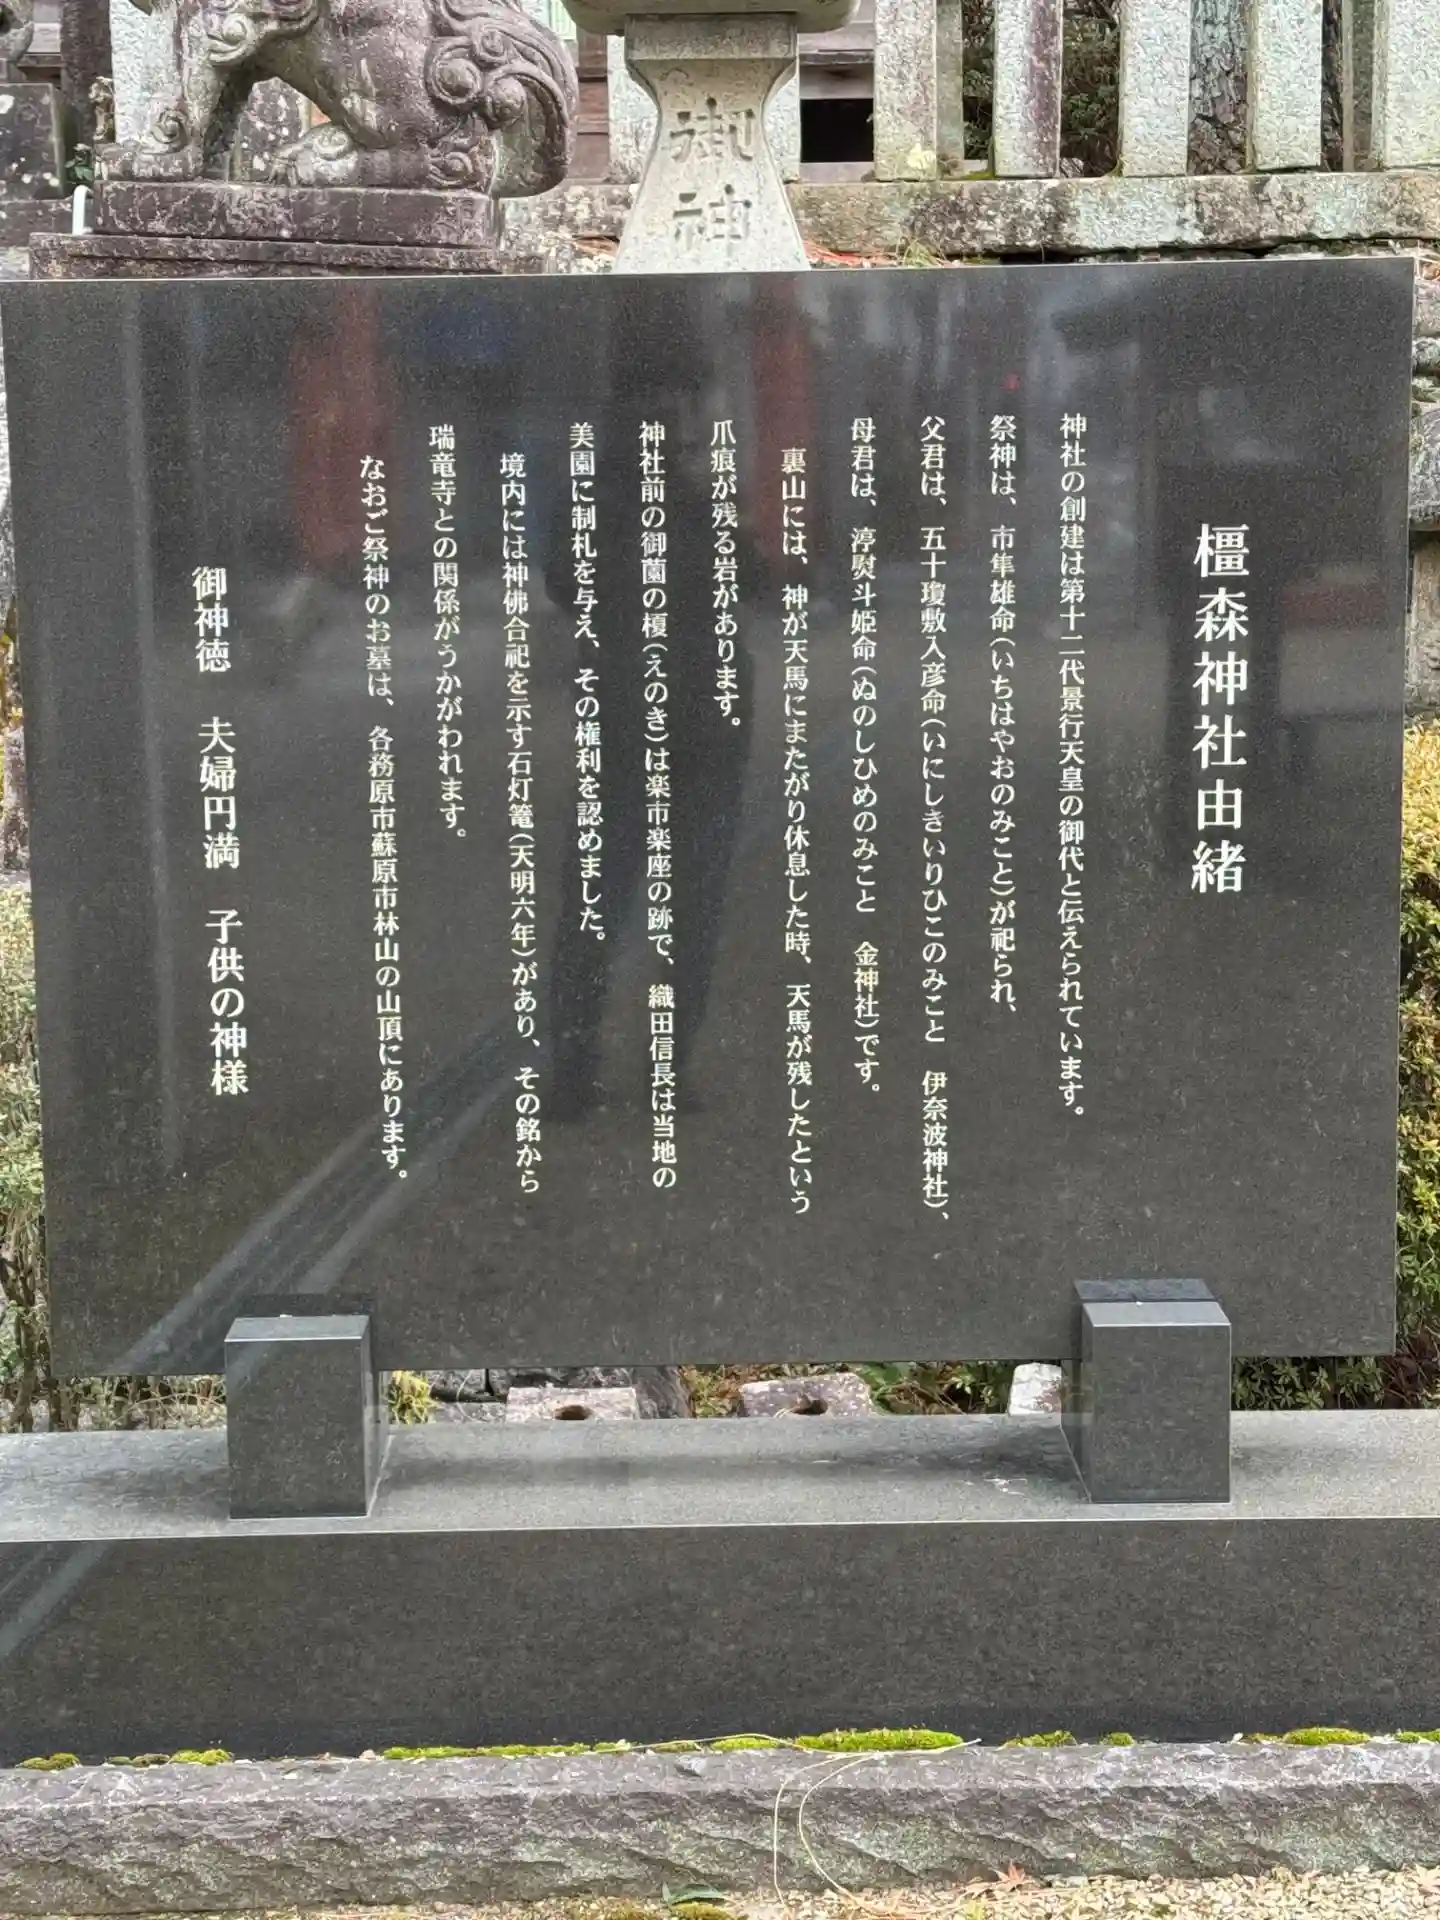 御神
橿森神社由緒
神社の創建は第十二代景行天皇の御代と伝えられています。
祭神は、市隼雄命(いちはやおのみこと)が祀られ、
父君は、五十瓊敷入彦命(いにしきいりひこのみこと　伊奈波神社)、
母君は、渟熨斗姫命(ぬのしひめのみこと　金神社)です。
裏山には、神が天馬にまたがり休息した時、天馬が残したという
爪痕が残る岩があります。
神社前の御薗の榎(えのき)は楽市楽座の跡で、織田信長は当地の
美園に制札を与え、その権利を認めました。
境内には神佛合祀を示す石灯篭(天明六年)があり、その銘から
瑞竜寺との関係がうかがわれます。
なおご祭神のお墓は、各務原市蘇原市林山の山頂にあります。
御神徳　夫婦円満　子供の神様